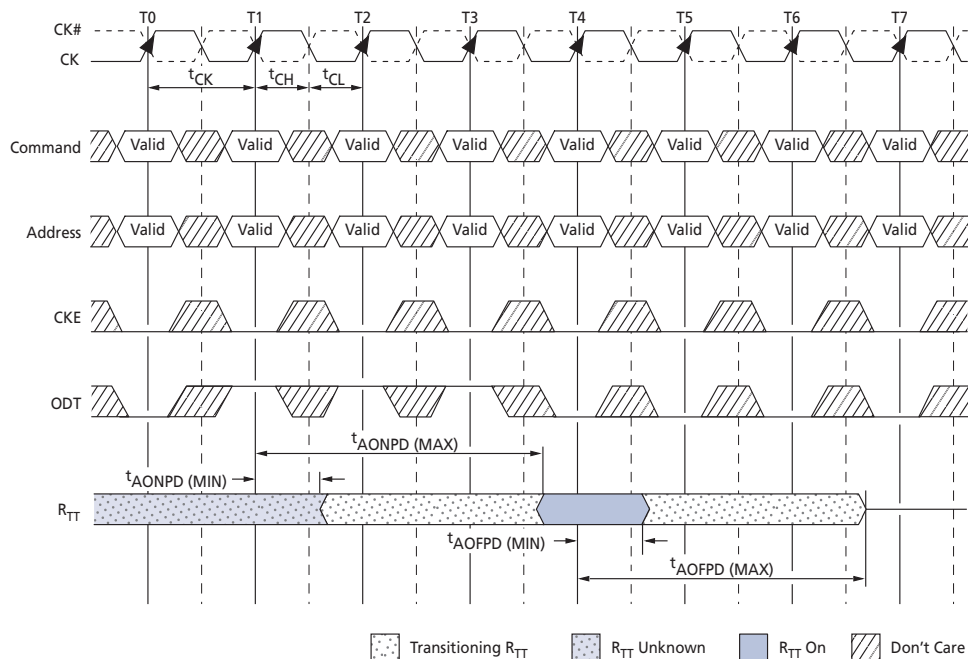 T0 T1 T2 T3 T4 T5 T6 T7
CK#
CK
tCK tCH tCL
Command Valid Valid Valid Valid Valid Valid Valid Valid
Address Valid Valid Valid Valid Valid Valid Valid Valid
CKE
ODT
tAONPD (MAX)
tAONPD (MIN)
RTT
tAOFPD (MIN)
tAOFPD (MAX)
Transitioning RTT RTT Unknown RTT On Don't Care